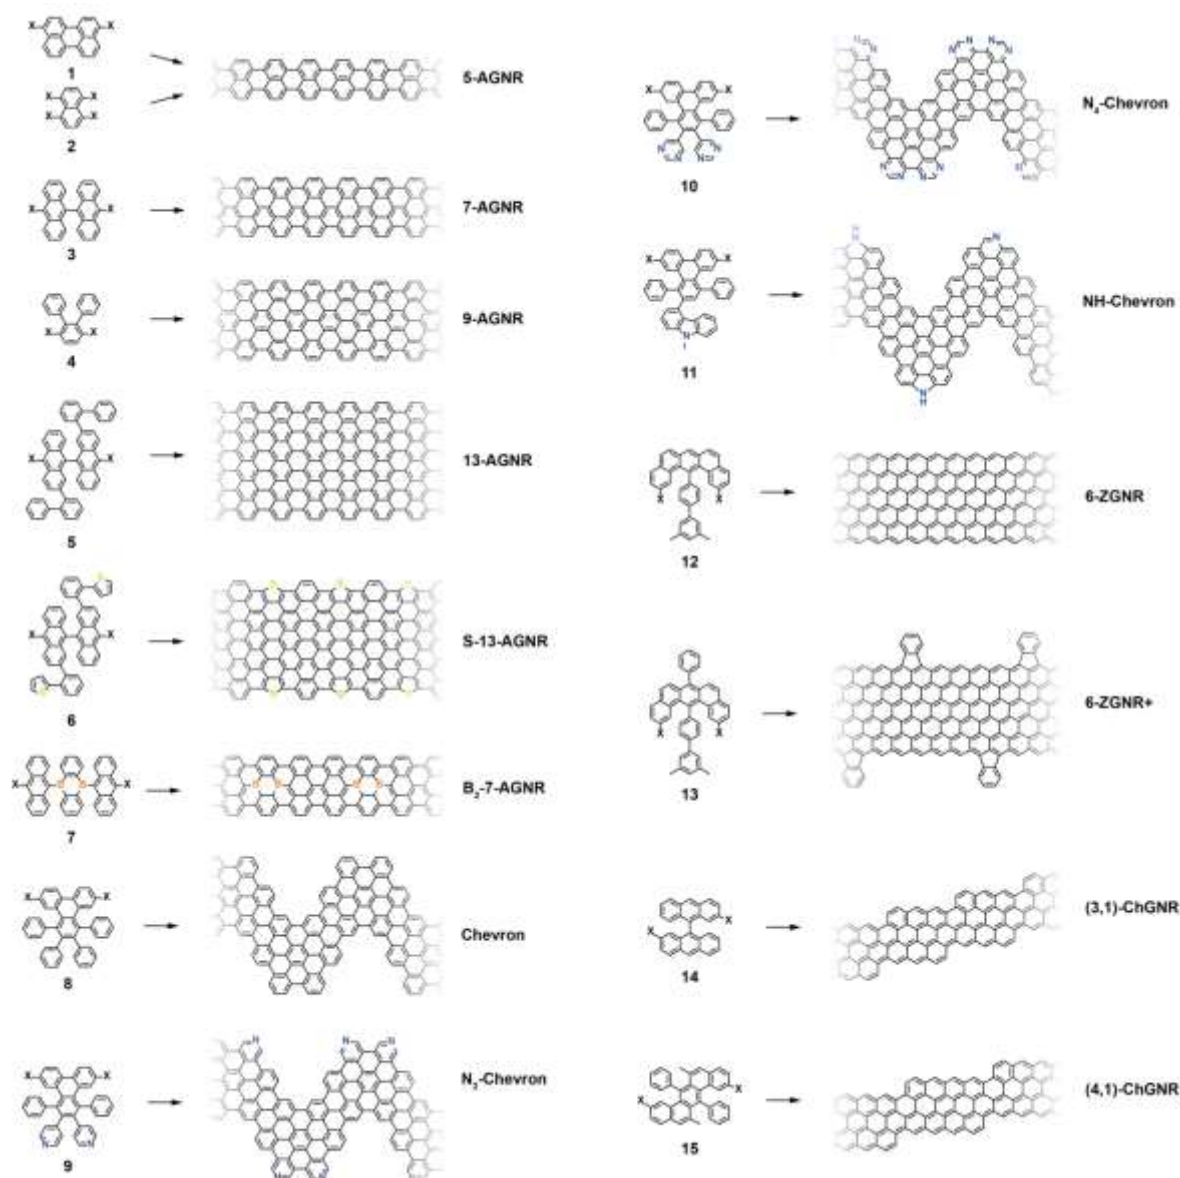 X X
1
X X
X X
2
5-AGNR
X X
3
7-AGNR
X X
4
9-AGNR
X X
5
13-AGNR
X X
6
S-13-AGNR
X B B X
7
B B B B
B₂-7-AGNR
X X
8
Chevron
X X
N N
9
N N N
N₂-Chevron
X X
N N
N N
10
N N N N N
N N N N
N
N₄-Chevron
X X
N
11
N
H
N
N
H
NH-Chevron
X X
12
6-ZGNR
X X
13
6-ZGNR+
X
X
14
(3,1)-ChGNR
X
X
15
(4,1)-ChGNR